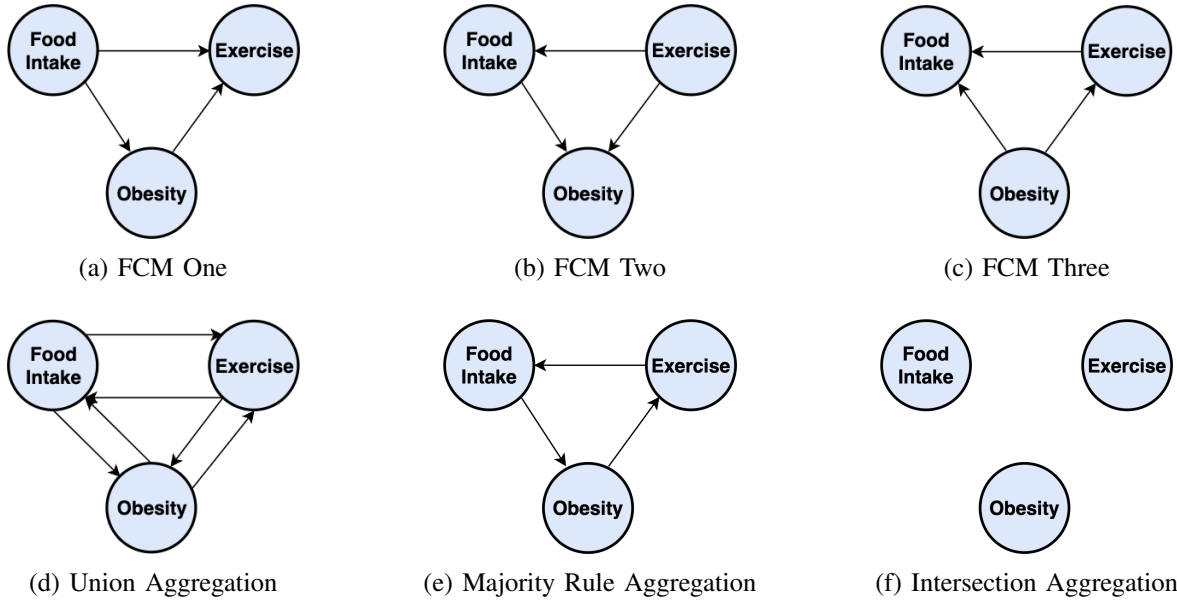 Food
Intake
Exercise
Obesity
(a) FCM One
Food
Intake
Exercise
Obesity
(b) FCM Two
Food
Intake
Exercise
Obesity
(c) FCM Three
Food
Intake
Exercise
Obesity
(d) Union Aggregation
Food
Intake
Exercise
Obesity
(e) Majority Rule Aggregation
Food
Intake
Exercise
Obesity
(f) Intersection Aggregation